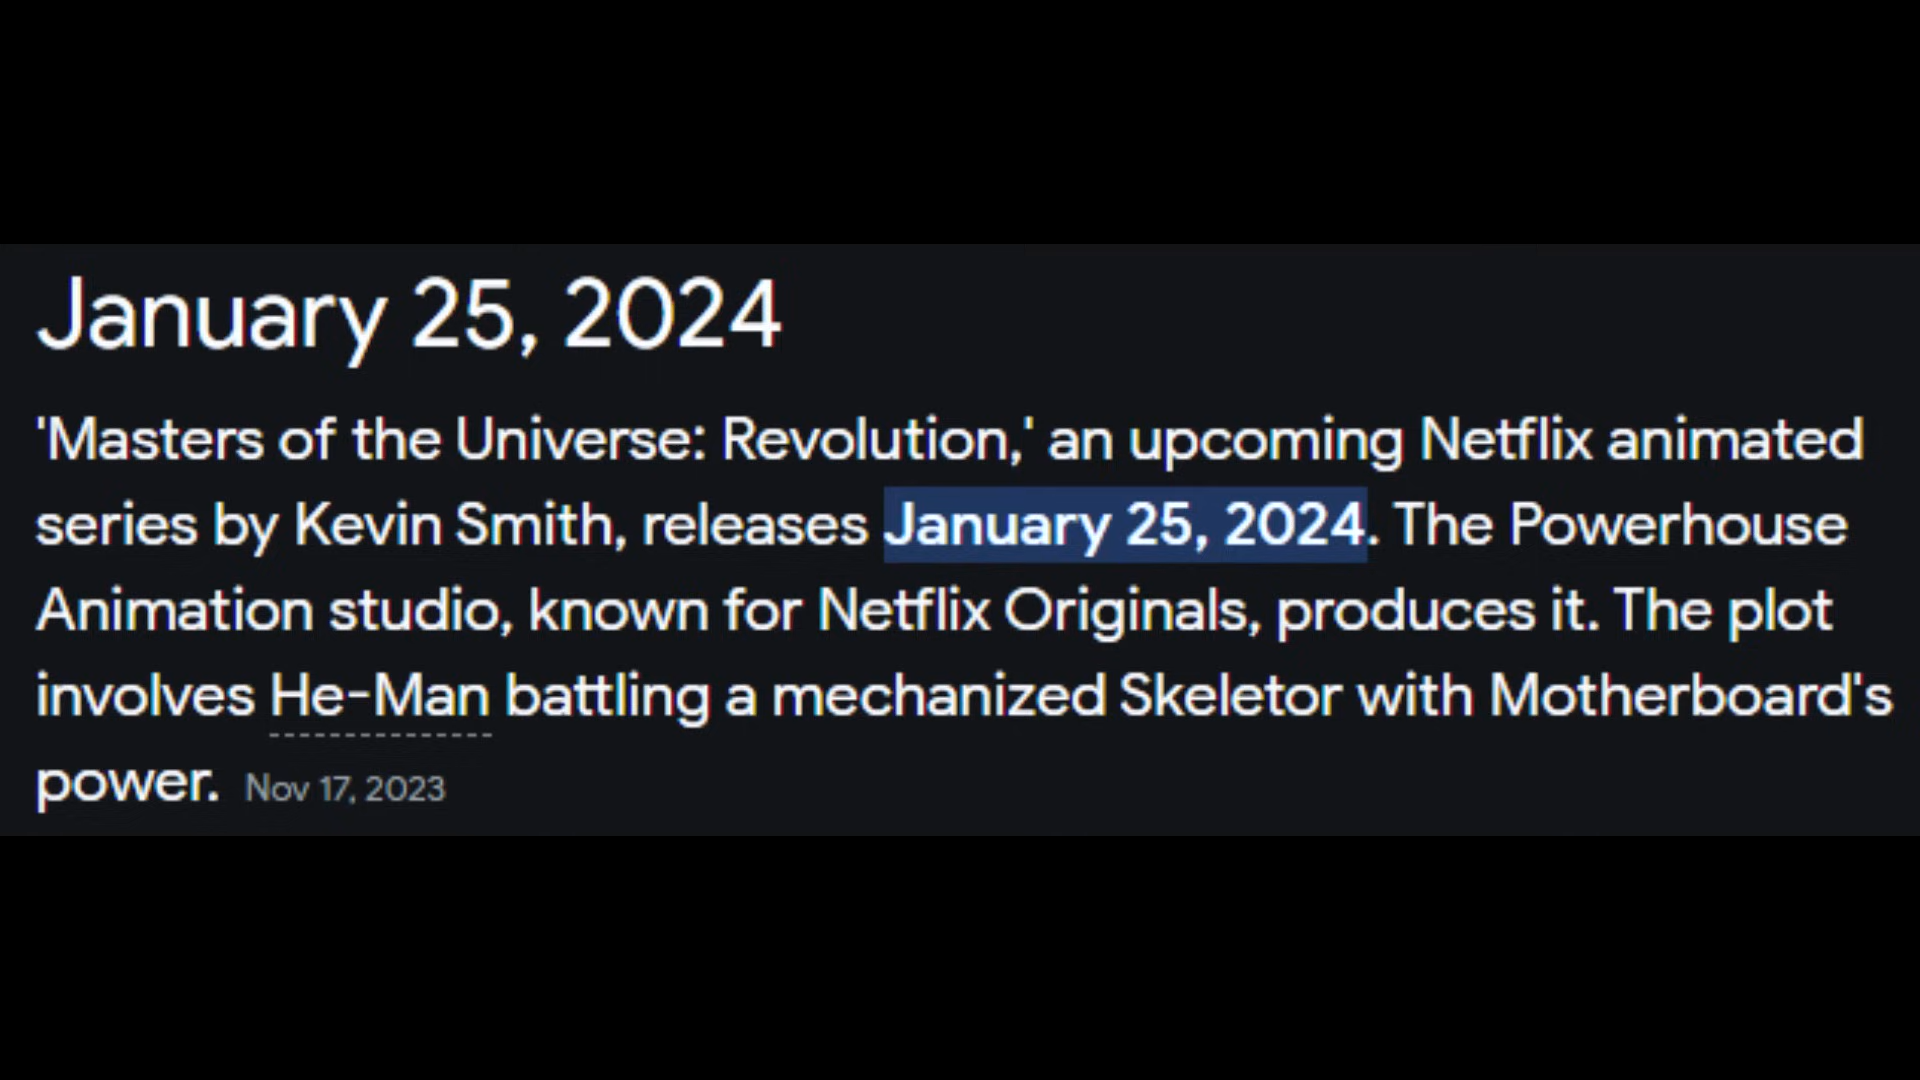 January 25, 2024
'Masters of the Universe: Revolution,' an upcoming Netflix animated
series by Kevin Smith, releases January 25, 2024. The Powerhouse
Animation studio, known for Netflix Originals, produces it. The plot
involves He-Man battling a mechanized Skeletor with Motherboard's
power. Nov 17, 2023